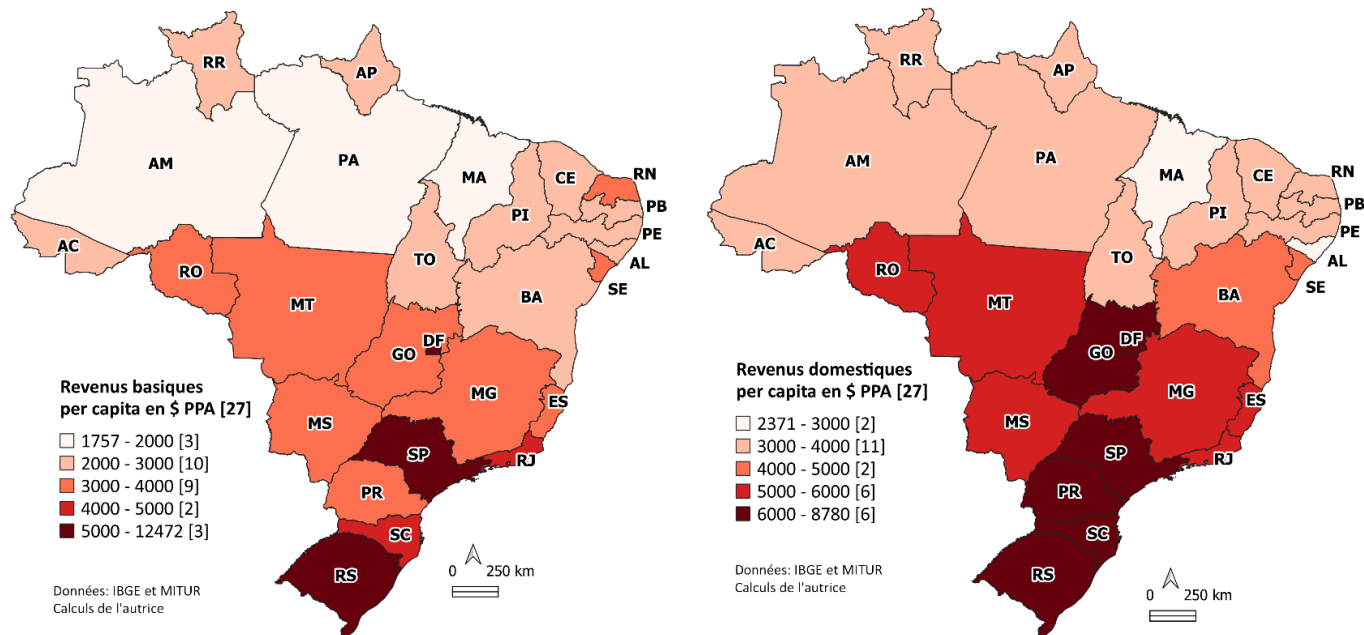 RR
AP
AM
PA
MA
CE
RN
PI
PB
PE
AC
TO
AL
RO
SE
BA
MT
DF
GO
MG
ES
MS
SP
RJ
PR
SC
RS
Revenus basiques
per capita en $ PPA [27]
1757 - 2000 [3]
2000 - 3000 [10]
3000 - 4000 [9]
4000 - 5000 [2]
5000 - 12472 [3]
0 250 km
Données: IBGE et MITUR
Calculs de l'autrice
RR
AP
AM
PA
MA
CE
RN
PI
PB
PE
AC
TO
AL
RO
SE
BA
MT
DF
GO
MG
ES
MS
SP
RJ
PR
SC
RS
Revenus domestiques
per capita en $ PPA [27]
2371 - 3000 [2]
3000 - 4000 [11]
4000 - 5000 [2]
5000 - 6000 [6]
6000 - 8780 [6]
0 250 km
Données: IBGE et MITUR
Calculs de l'autrice